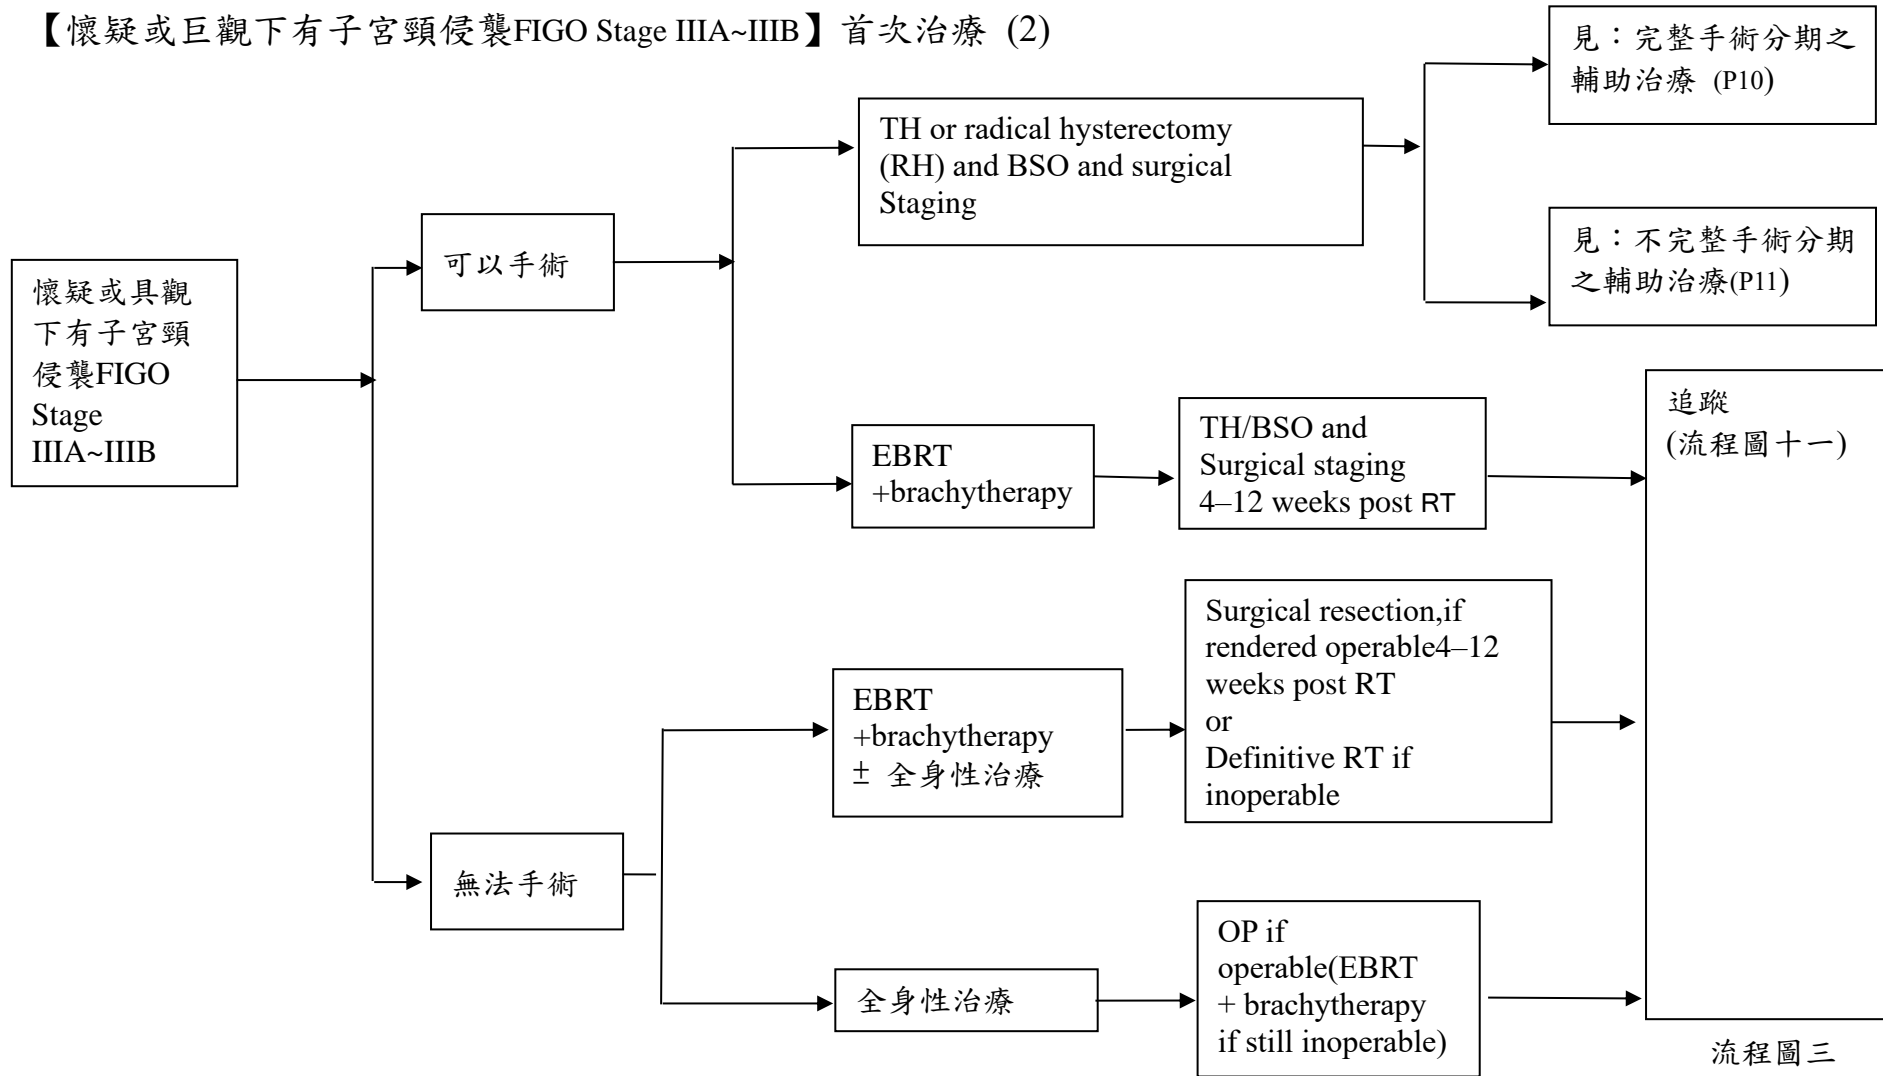 【懷疑或巨觀下有子宮頸侵襲FIGO Stage IIIA~IIIB】首次治療 (2)
見：完整手術分期之
輔助治療 (P10)
TH or radical hysterectomy
(RH) and BSO and surgical
Staging
見：不完整手術分期
之輔助治療(P11)
可以手術
懷疑或具觀
下有子宮頸
侵襲FIGO
Stage
IIIA~IIIB
EBRT
+brachytherapy
TH/BSO and
Surgical staging
4–12 weeks post RT
追蹤
(流程圖十一)
EBRT
+brachytherapy
± 全身性治療
Surgical resection,if
rendered operable4–12
weeks post RT
or
Definitive RT if
inoperable
無法手術
全身性治療
OP if
operable(EBRT
+ brachytherapy
if still inoperable)
流程圖三